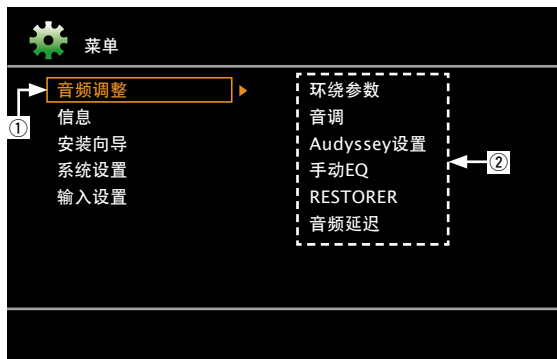 菜单
①
音频调整
信息
安装向导
系统设置
输入设置
环绕参数
音调
Audyssey设置
手动EQ
RESTORER
音频延迟
②